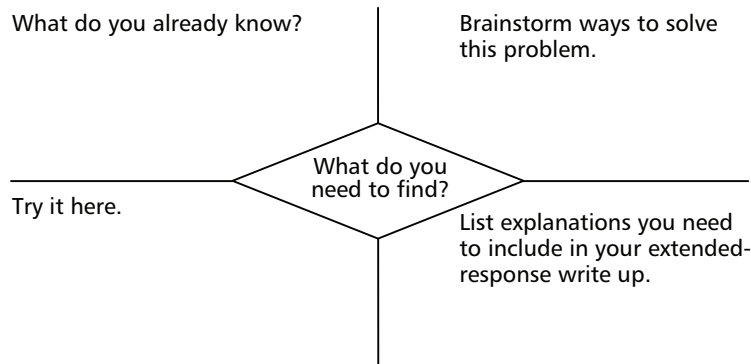 What do you already know?
Brainstorm ways to solve
this problem.
What do you
need to find?
Try it here.
List explanations you need
to include in your extended-
response write up.